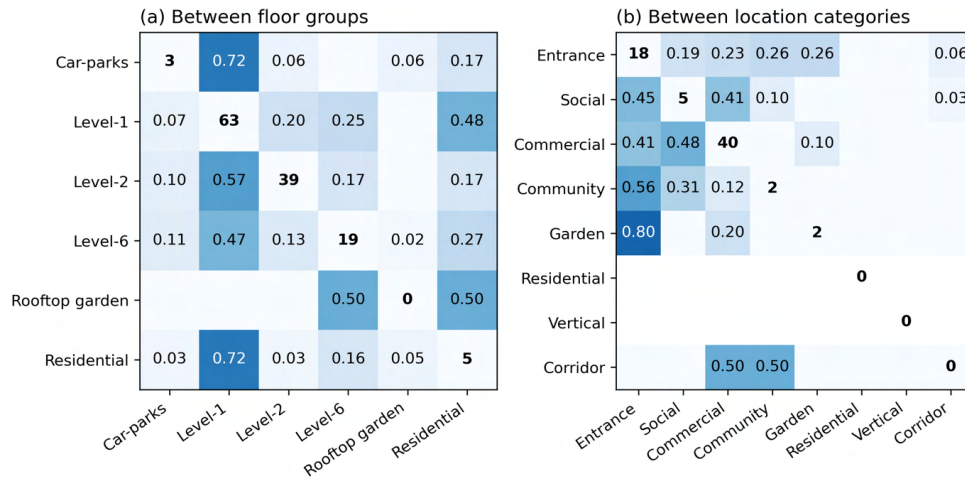 (a) Between floor groups
Car-parks 3 0.72 0.06 0.06 0.17
Level-1 0.07 63 0.20 0.25 0.48
Level-2 0.10 0.57 39 0.17 0.17
Level-6 0.11 0.47 0.13 19 0.02 0.27
Rooftop garden 0.50 0 0.50
Residential 0.03 0.72 0.03 0.16 0.05 5
Car-parks Level-1 Level-2 Level-6 Rooftop garden Residential
(b) Between location categories
Entrance 18 0.19 0.23 0.26 0.26 0.06
Social 0.45 5 0.41 0.10 0.03
Commercial 0.41 0.48 40 0.10
Community 0.56 0.31 0.12 2
Garden 0.80 0.20 2
Residential 0
Vertical 0
Corridor 0.50 0.50 0
Entrance Social Commercial Community Garden Residential Vertical Corridor